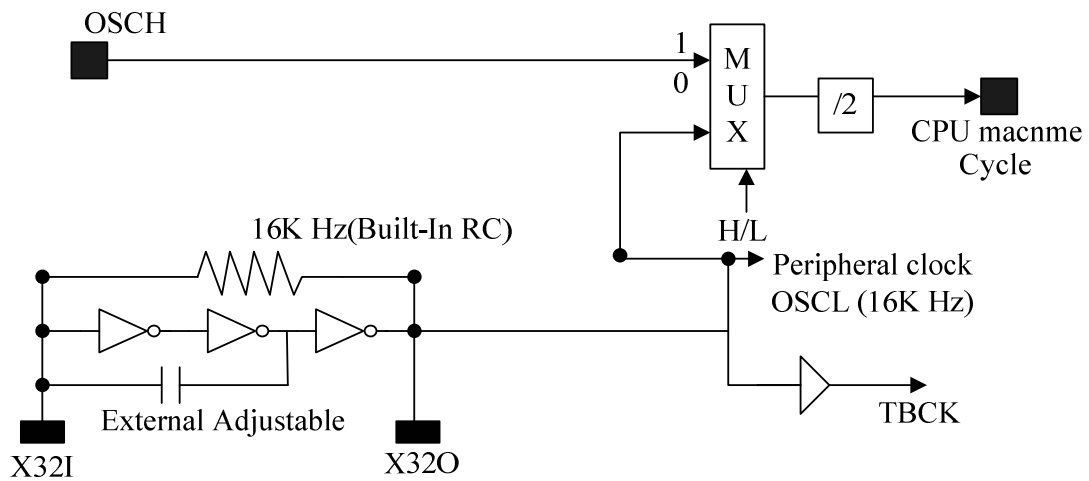 OSCH
1
0
M
U
X
/2
CPU macnme
Cycle
H/L
16K Hz(Built-In RC)
Peripheral clock
OSCL (16K Hz)
External Adjustable
TBCK
X32I
X32O